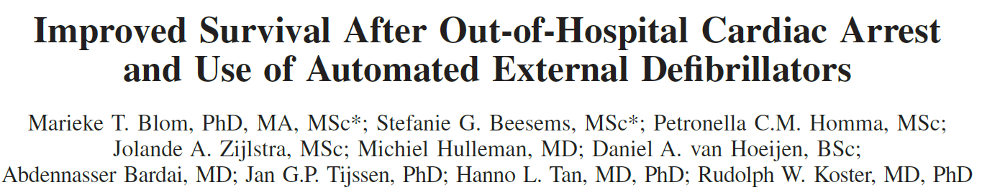 Improved Survival After Out-of-Hospital Cardiac Arrest
and Use of Automated External Defibrillators
Marieke T. Blom, PhD, MA, MSc*; Stefanie G. Beesems, MSc*; Petronella C.M. Homma, MSc;
Jolande A. Zijlstra, MSc; Michiel Hulleman, MD; Daniel A. van Hoeijen, BSc;
Abdennasser Bardai, MD; Jan G.P. Tijssen, PhD; Hanno L. Tan, MD, PhD; Rudolph W. Koster, MD, PhD